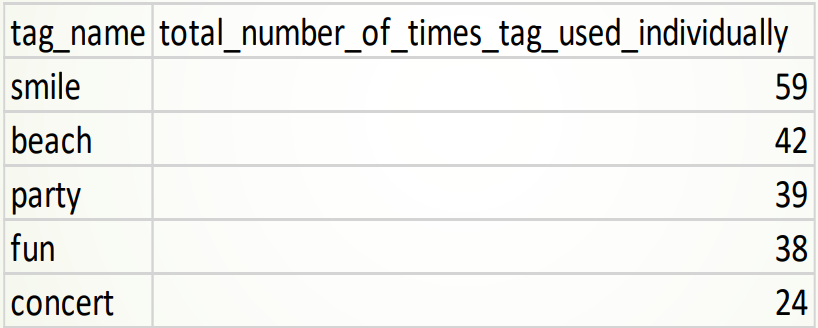 tag_name total_number_of_times_tag_used_individually
smile 59
beach 42
party 39
fun 38
concert 24